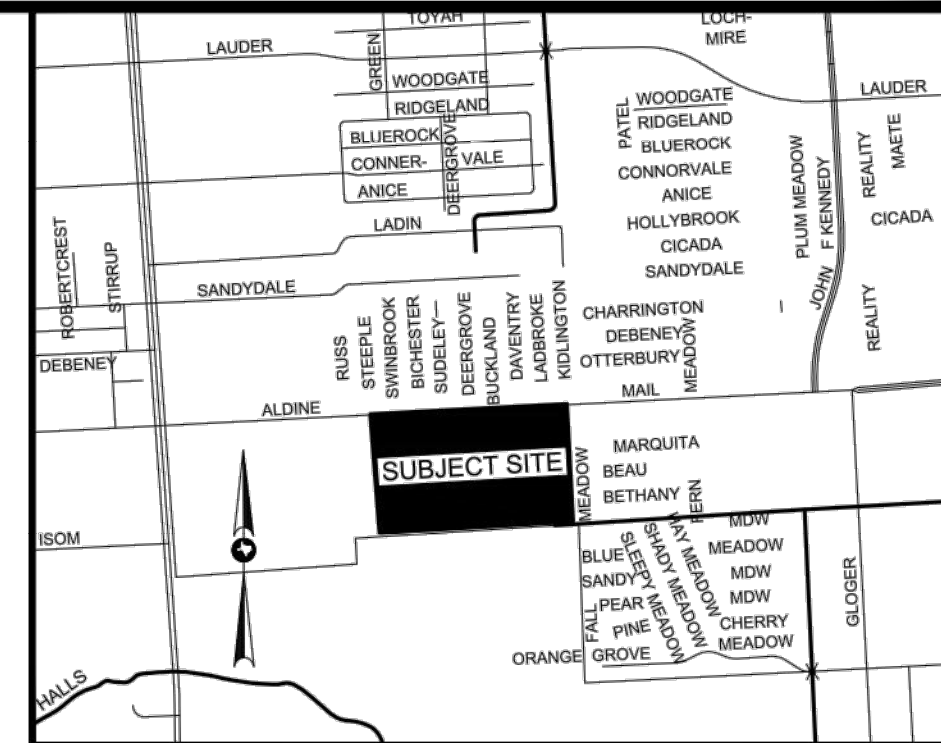 TOYAH
LOCH-
MIRE
LAUDER
GREEN
WOODGATE
RIDGELAND
BLUEROCK
DEERGROVE
CONNER-
VALE
ANICE
LADIN
SANDYDALE
ROBERTCREST
STIRRUP
DEBENEY
ALDINE
PATEL
WOODGATE
RIDGELAND
BLUEROCK
CONNORVALE
ANICE
HOLLYBROOK
CICADA
SANDYDALE
PLUM MEADOW
JOHN F KENNEDY
LAUDER
REALITY
MAETE
CICADA
REALITY
RUSS
STEEPLE
SWINBROOK
BICHESTER
SUDELEY—
DEERGROVE
BUCKLAND
DAVENTRY
LADBROKE
KIDLINGTON
CHARRINGTON
DEBENEY
OTTERBURY
MEADOW
MAIL
SUBJECT SITE
MEADOW
MARQUITA
BEAU
BETHANY
FERN
ISOM
BLUE
SANDY
FALL
PEAR
PINE
ORANGE GROVE
SLEEPY MEADOW
SHADY MEADOW
HAY MEADOW
MDW
MEADOW
MDW
MDW
CHERRY
MEADOW
GLOGER
HALLS